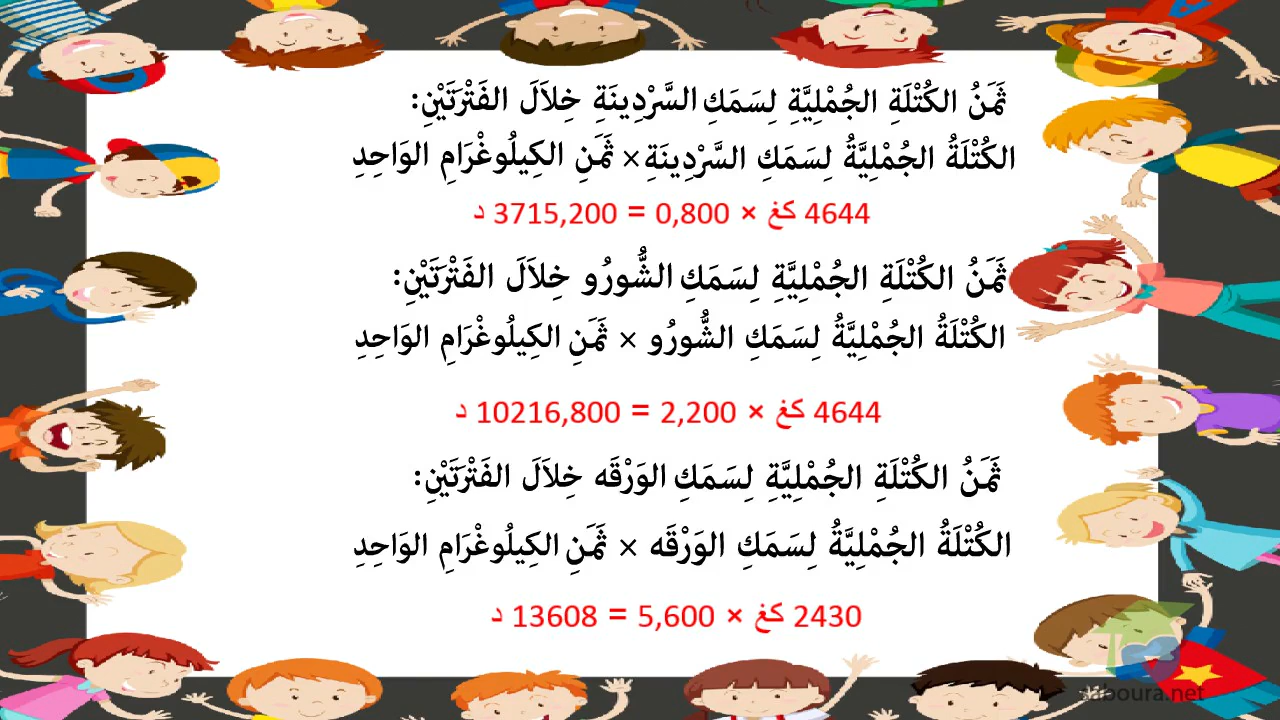 ثَمَنُ الكُتْلَةِ الجُمْلِيَّةِ لِسَمَكِ السَّرْدِينَةِ خِلاَلَ الفَتْرَتَيْنِ:
الكُتْلَةُ الجُمْلِيَّةُ لِسَمَكِ السَّرْدِينَةِ × ثَمَنِ الكِيلُوغْرَامِ الوَاحِدِ
4644 كغ × 0,800 = 3715,200 د
ثَمَنُ الكُتْلَةِ الجُمْلِيَّةِ لِسَمَكِ الشُّورُو خِلاَلَ الفَتْرَتَيْنِ:
الكُتْلَةُ الجُمْلِيَّةُ لِسَمَكِ الشُّورُو × ثَمَنِ الكِيلُوغْرَامِ الوَاحِدِ
4644 كغ × 2,200 = 10216,800 د
ثَمَنُ الكُتْلَةِ الجُمْلِيَّةِ لِسَمَكِ الوَرْقَه خِلاَلَ الفَتْرَتَيْنِ:
الكُتْلَةُ الجُمْلِيَّةُ لِسَمَكِ الوَرْقَه × ثَمَنِ الكِيلُوغْرَامِ الوَاحِدِ
2430 كغ × 5,600 = 13608 د
saboura.net